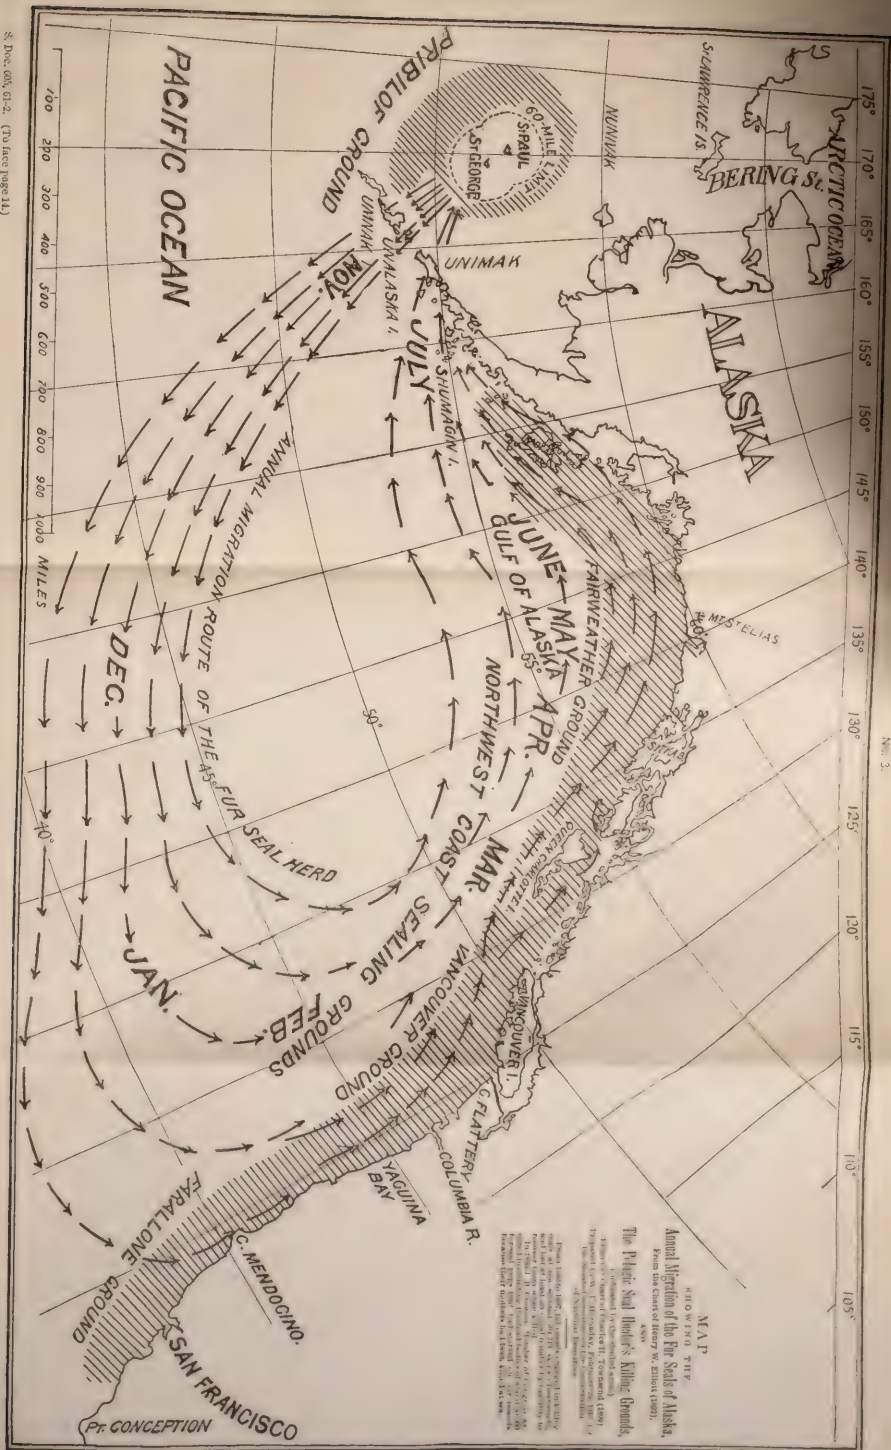 No. 3.
175°
170°
165°
160°
155°
150°
145°
140°
135°
130°
125°
120°
115°
110°
105°
ARCTIC OCEAN
BERING St.
St LAWRENCE IS.
ALASKA
NUNIVAK
60-MILE LIMIT
St PAUL
St GEORGE
PRIBILOF GROUND
UNIMAK
UMNAK
UNALASKA I.
SHUMAGIN I.
Mt St ELIAS
SITKA
FAIRWEATHER GROUND
GULF OF ALASKA
55°
50°
45°
40°
NOV.
DEC.
JAN.
FEB.
MAR.
APR.
MAY
JUNE
JULY
ANNUAL MIGRATION ROUTE OF THE FUR SEAL HERD
NORTHWEST COAST SEALING GROUNDS
QUEEN CHARLOTTE I.
VANCOUVER GROUND
VANCOUVER I.
C. FLATTERY
COLUMBIA R.
YAQUINA
BAY
C. MENDOCINO.
FARALLONE GROUND
SAN FRANCISCO
Pt. CONCEPTION
PACIFIC OCEAN
100 200 300 400 500 600 700 800 900 1000 MILES
MAP
SHOWING THE
Annual Migration of the Fur Seals of Alaska,
From the Chart of Henry W. Elliott
AND
The Pelagic Seal Hunter's Killing Grounds,
Charles H. Townsend
S. Doc. 605, 61-2. (To face page 14.)